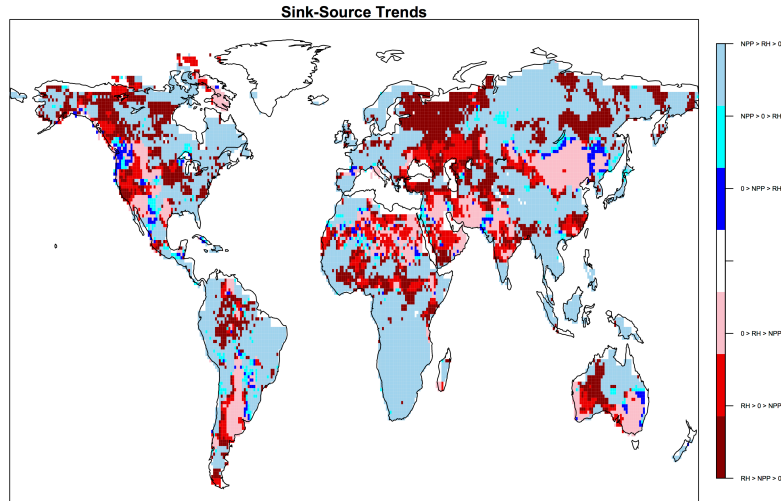 Sink-Source Trends
NPP > RH > 0
NPP > 0 > RH
0 > NPP > RH
0 > RH > NPP
RH > 0 > NPP
RH > NPP > 0